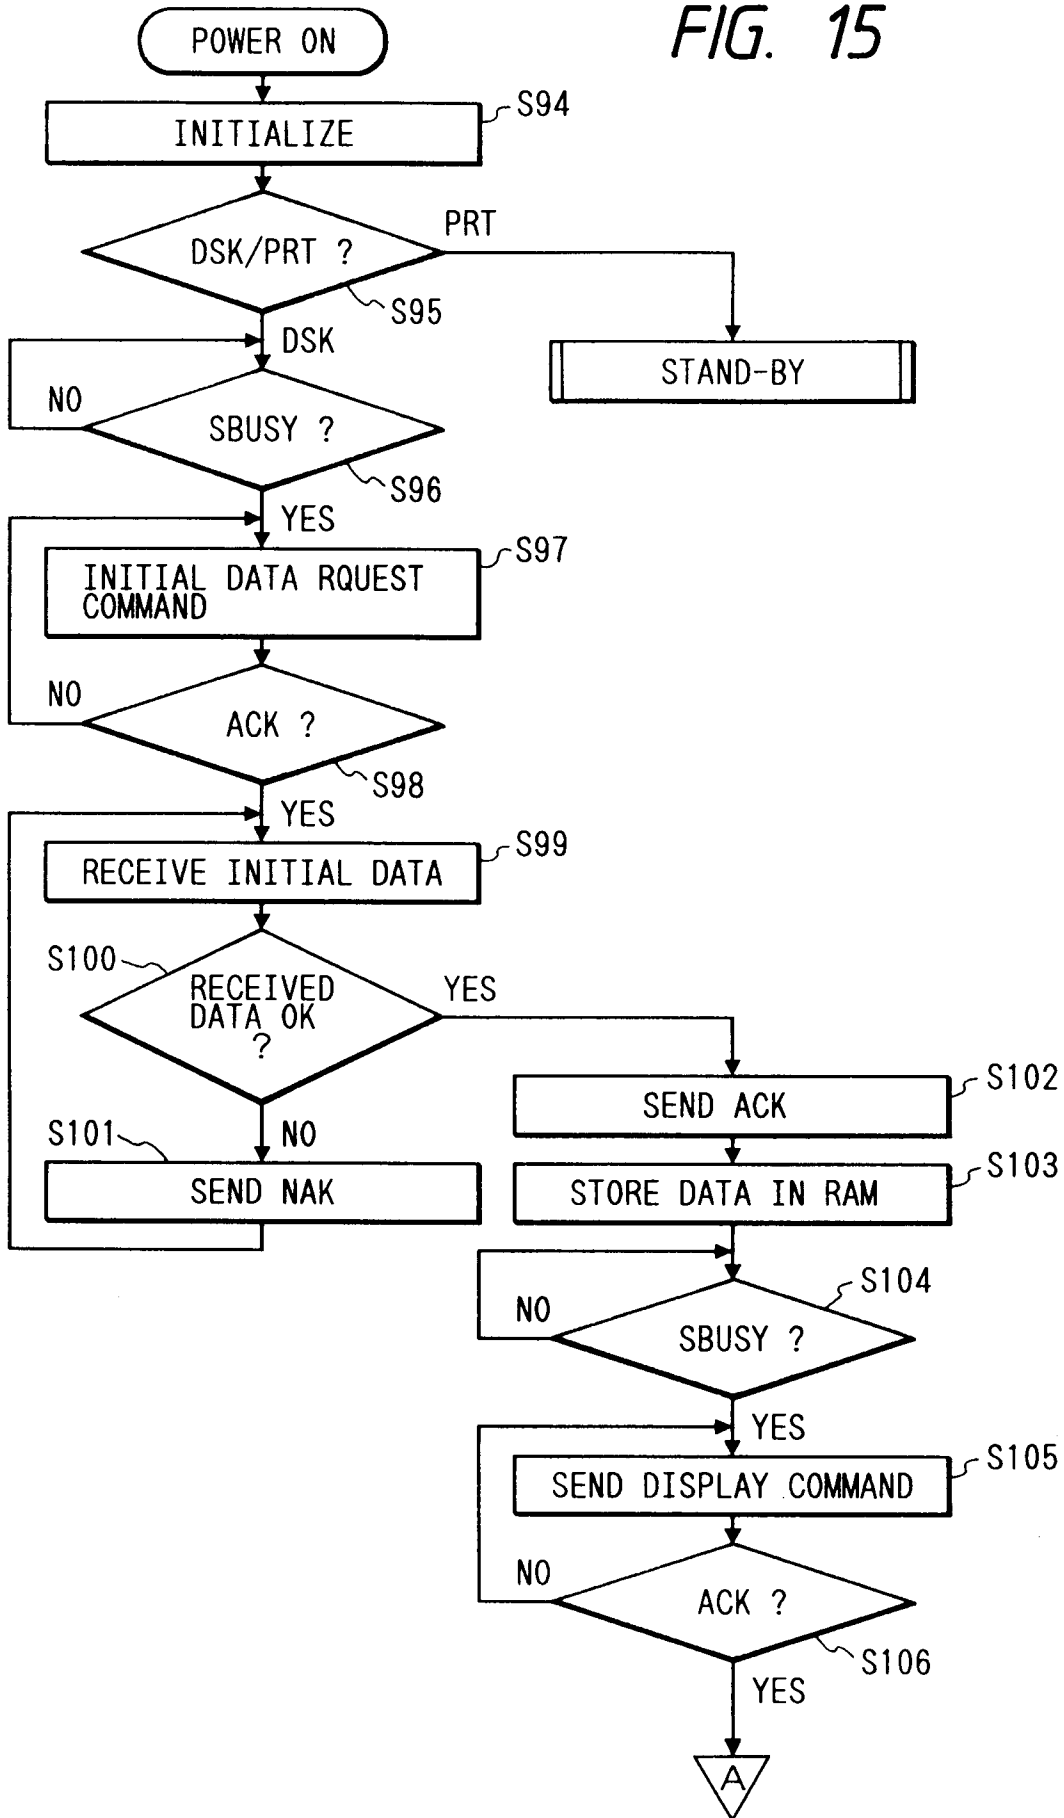 FIG. 15
POWER ON
S94
INITIALIZE
PRT
DSK/PRT ?
S95
DSK
STAND-BY
NO
SBUSY ?
S96
YES
S97
INITIAL DATA RQUEST
COMMAND
NO
ACK ?
S98
YES
S99
RECEIVE INITIAL DATA
S100
RECEIVED
DATA OK
?
YES
S101
NO
SEND NAK
S102
SEND ACK
S103
STORE DATA IN RAM
S104
NO
SBUSY ?
YES
S105
SEND DISPLAY COMMAND
NO
ACK ?
S106
YES
A